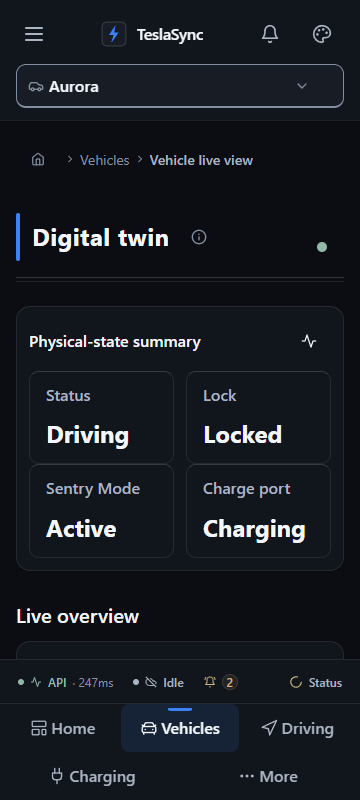 TeslaSync
Aurora
Vehicles Vehicle live view
Digital twin
Physical-state summary
Status Lock
Driving Locked
Sentry Mode Charge port
Active Charging
Live overview
API · 247ms Idle 2 Status
Home Vehicles Driving
Charging More